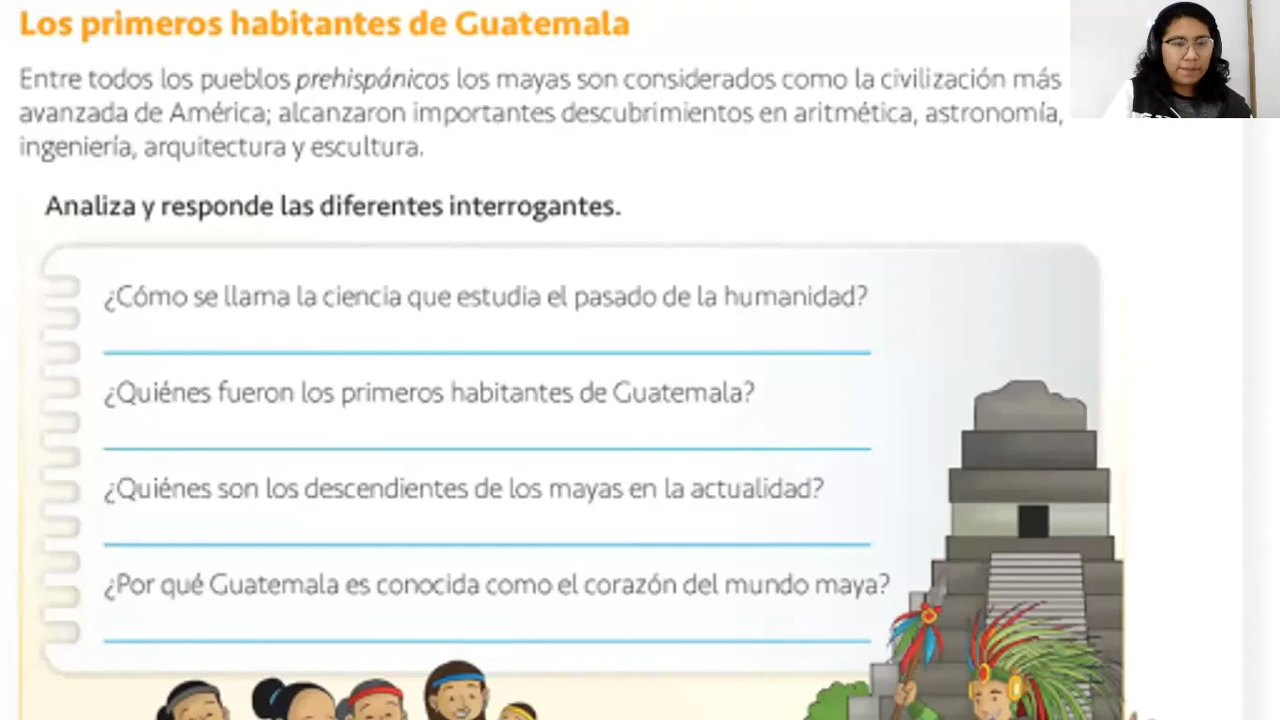 Los primeros habitantes de Guatemala
Entre todos los pueblos prehispánicos los mayas son considerados como la civilización más
avanzada de América; alcanzaron importantes descubrimientos en aritmética, astronomía,
ingeniería, arquitectura y escultura.
Analiza y responde las diferentes interrogantes.
¿Cómo se llama la ciencia que estudia el pasado de la humanidad?
¿Quiénes fueron los primeros habitantes de Guatemala?
¿Quiénes son los descendientes de los mayas en la actualidad?
¿Por qué Guatemala es conocida como el corazón del mundo maya?